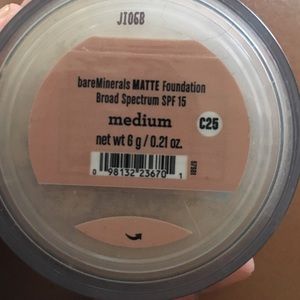 J106B
bareMinerals MATTE Foundation
Broad Spectrum SPF 15
medium
C25
net wt 6 g / 0.21 oz.
0 98132 23670 1